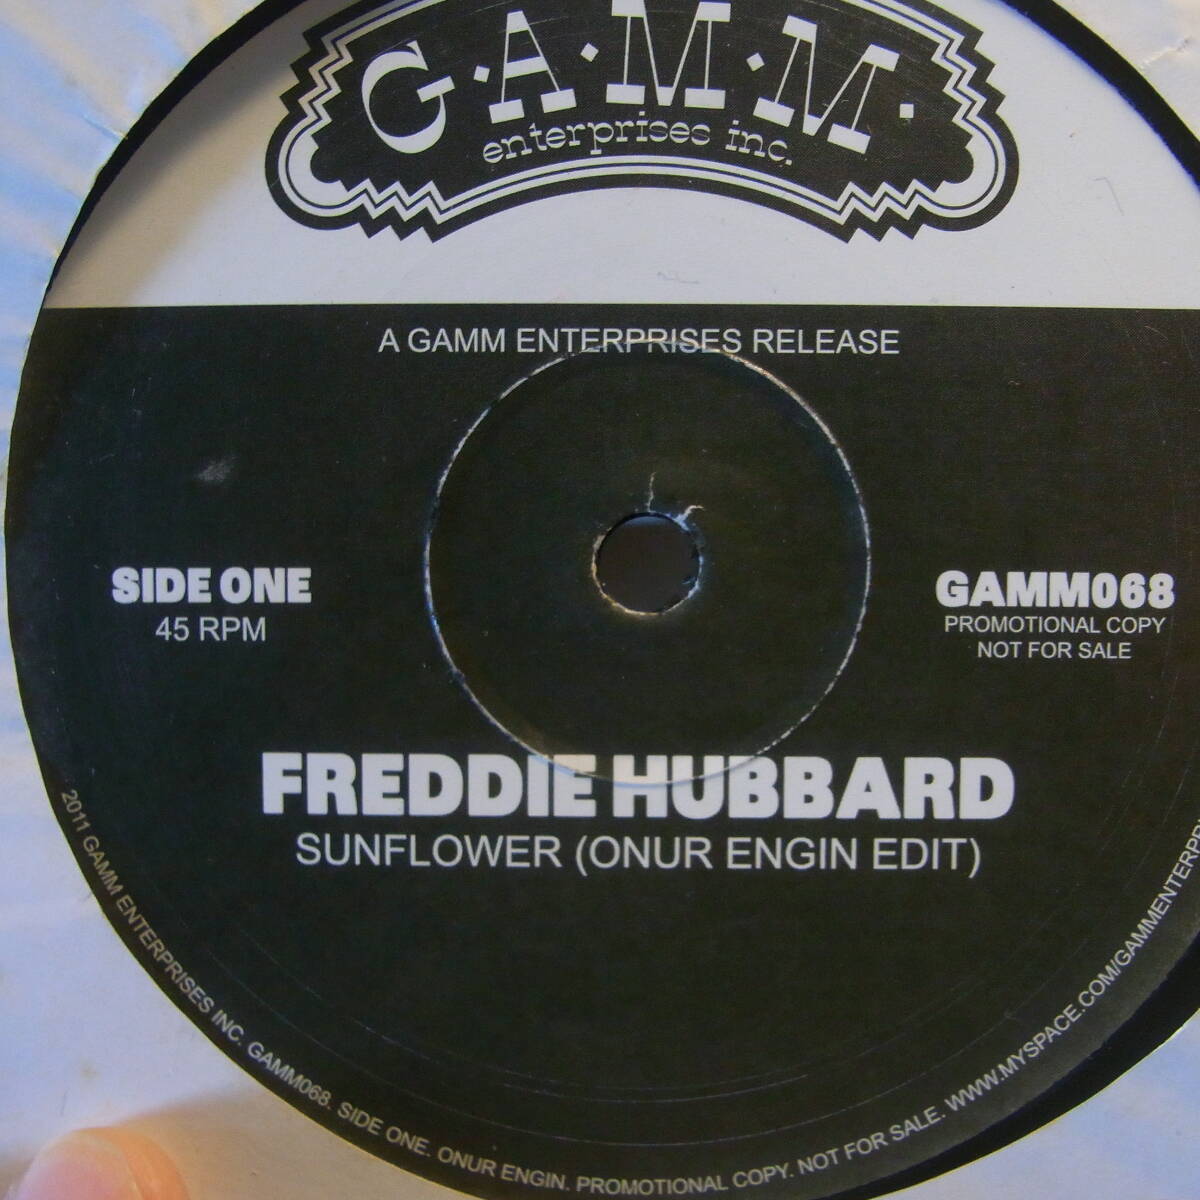 G·A·M·M·
enterprises inc.
A GAMM ENTERPRISES RELEASE
SIDE ONE
45 RPM
GAMM068
PROMOTIONAL COPY
NOT FOR SALE
FREDDIE HUBBARD
SUNFLOWER (ONUR ENGIN EDIT)
2011 GAMM ENTERPRISES INC. GAMM068. SIDE ONE. ONUR ENGIN. PROMOTIONAL COPY. NOT FOR SALE. WWW.MYSPACE.COM/GAMMENTERPRI